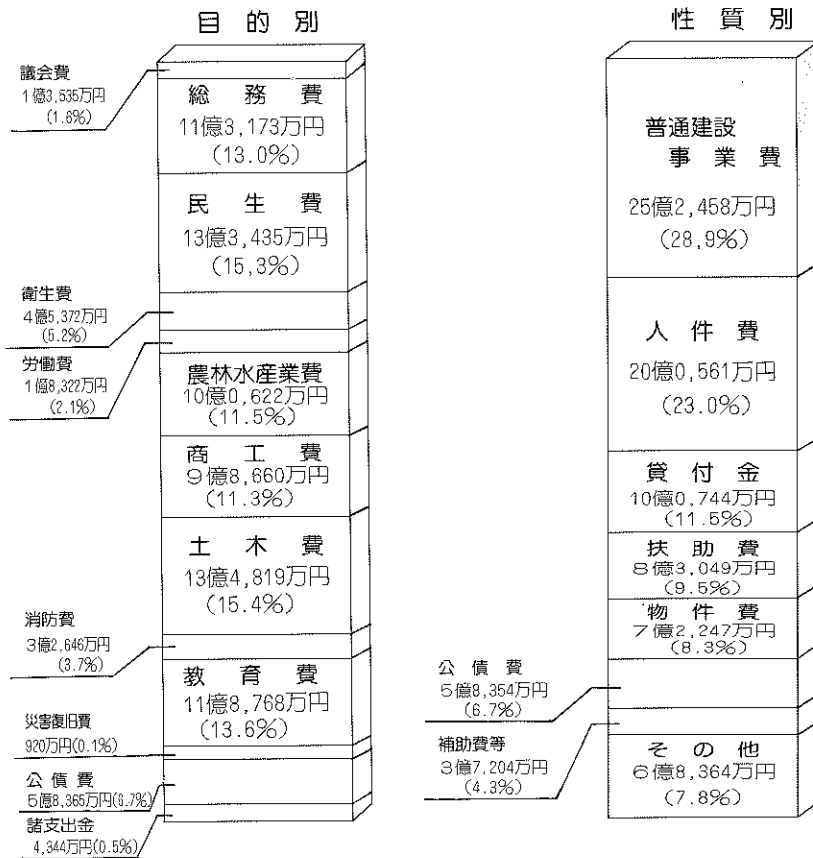 目的別
議会費
1億3,535万円
(1.6%)
総務費
11億3,173万円
(13.0%)
民生費
13億3,435万円
(15.3%)
衛生費
4億5,372万円
(5.2%)
労働費
1億8,322万円
(2.1%)
農林水産業費
10億0,622万円
(11.5%)
商工費
9億8,660万円
(11.3%)
土木費
13億4,819万円
(15.4%)
消防費
3億2,646万円
(3.7%)
教育費
11億8,768万円
(13.6%)
災害復旧費
920万円(0.1%)
公債費
5億8,365万円(6.7%)
諸支出金
4,344万円(0.5%)
性質別
普通建設
事業費
25億2,458万円
(28.9%)
人件費
20億0,561万円
(23.0%)
貸付金
10億0,744万円
(11.5%)
扶助費
8億3,049万円
(9.5%)
物件費
7億2,247万円
(8.3%)
公債費
5億8,354万円
(6.7%)
補助費等
3億7,204万円
(4.3%)
その他
6億8,364万円
(7.8%)